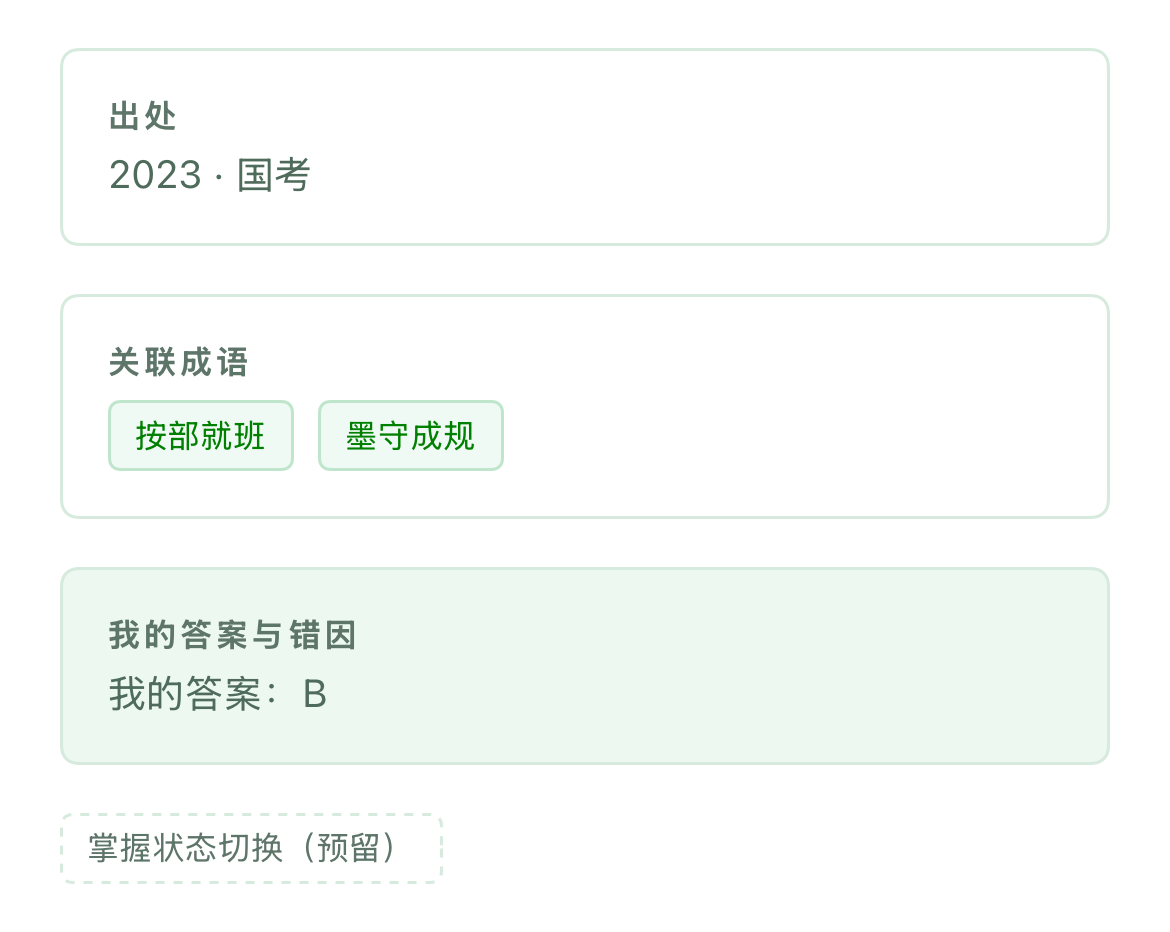 出处
2023 · 国考
关联成语
按部就班 墨守成规
我的答案与错因
我的答案：B
掌握状态切换（预留）